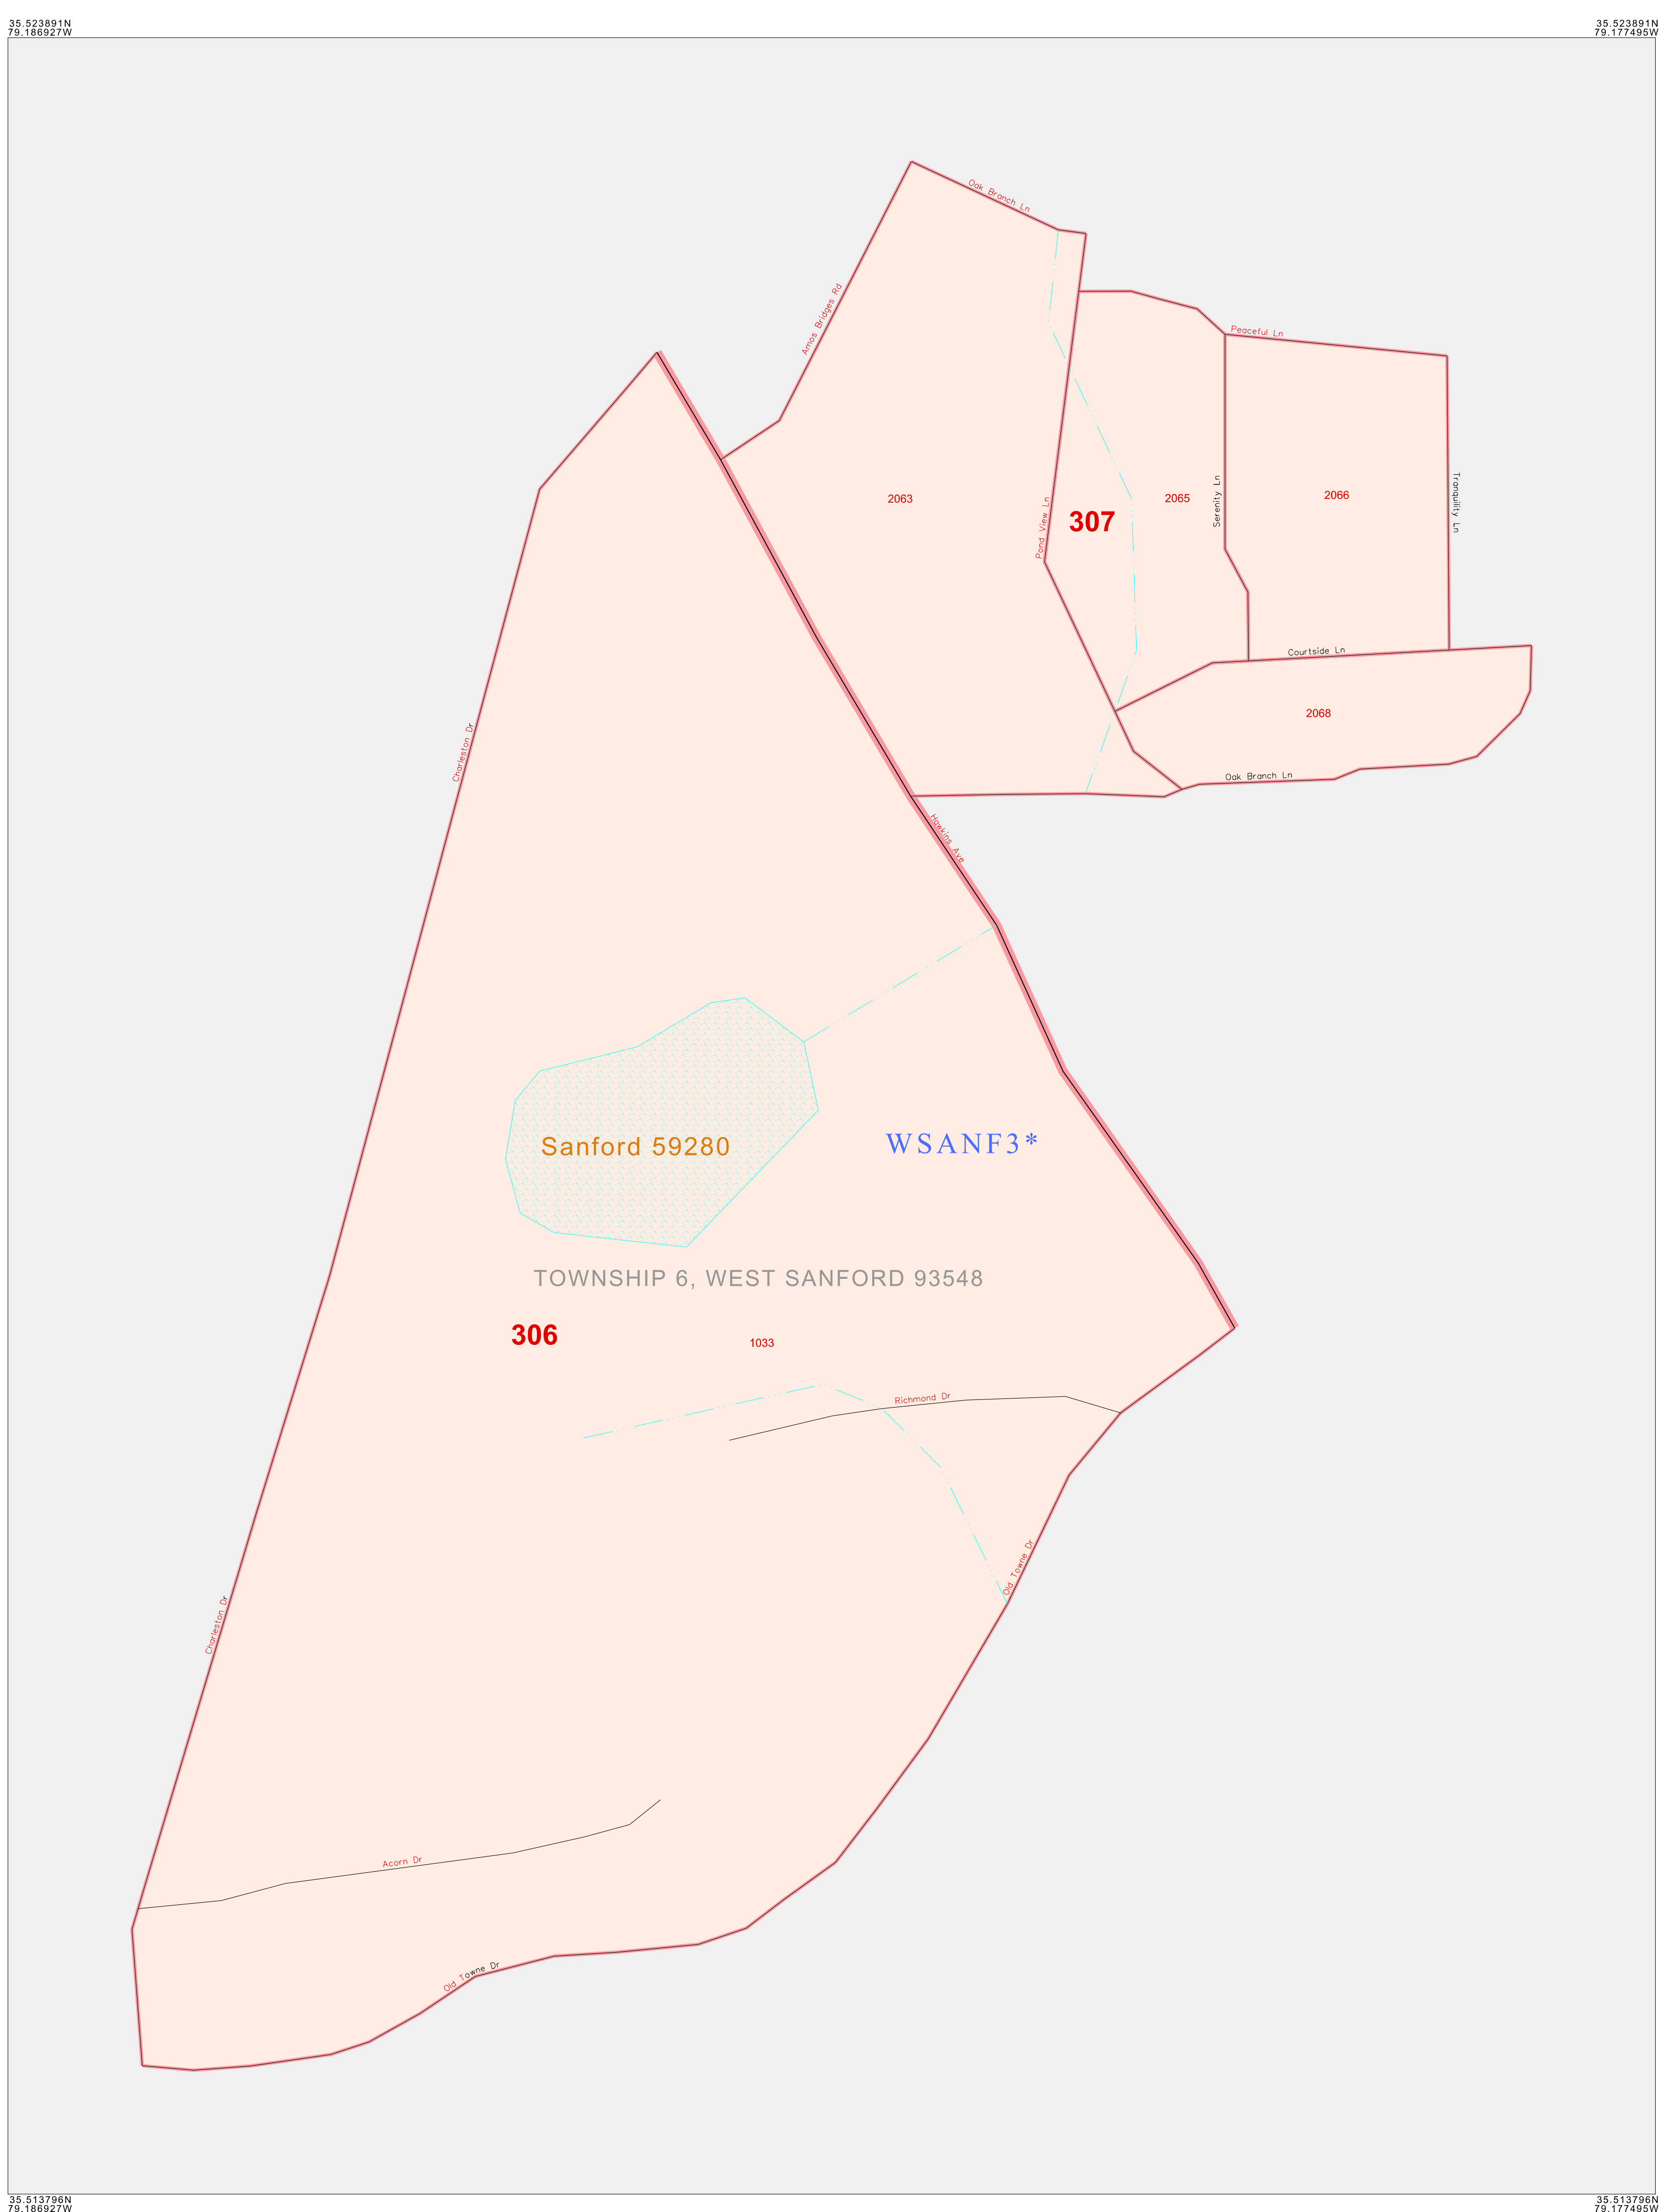 35.523891N
79.186927W
35.523891N
79.177495W
Oak Branch Ln
Amos Bridges Rd
Peaceful Ln
2063
2065
2066
Serenity Ln
Tranquility Ln
307
Pond View Ln
Courtside Ln
2068
Charleston Dr
Oak Branch Ln
Hawkins Ave
Sanford 59280
WSANF3*
TOWNSHIP 6, WEST SANFORD 93548
306
1033
Richmond Dr
Old Towne Dr
Charleston Dr
Acorn Dr
Old Towne Dr
35.513796N
79.186927W
35.513796N
79.177495W